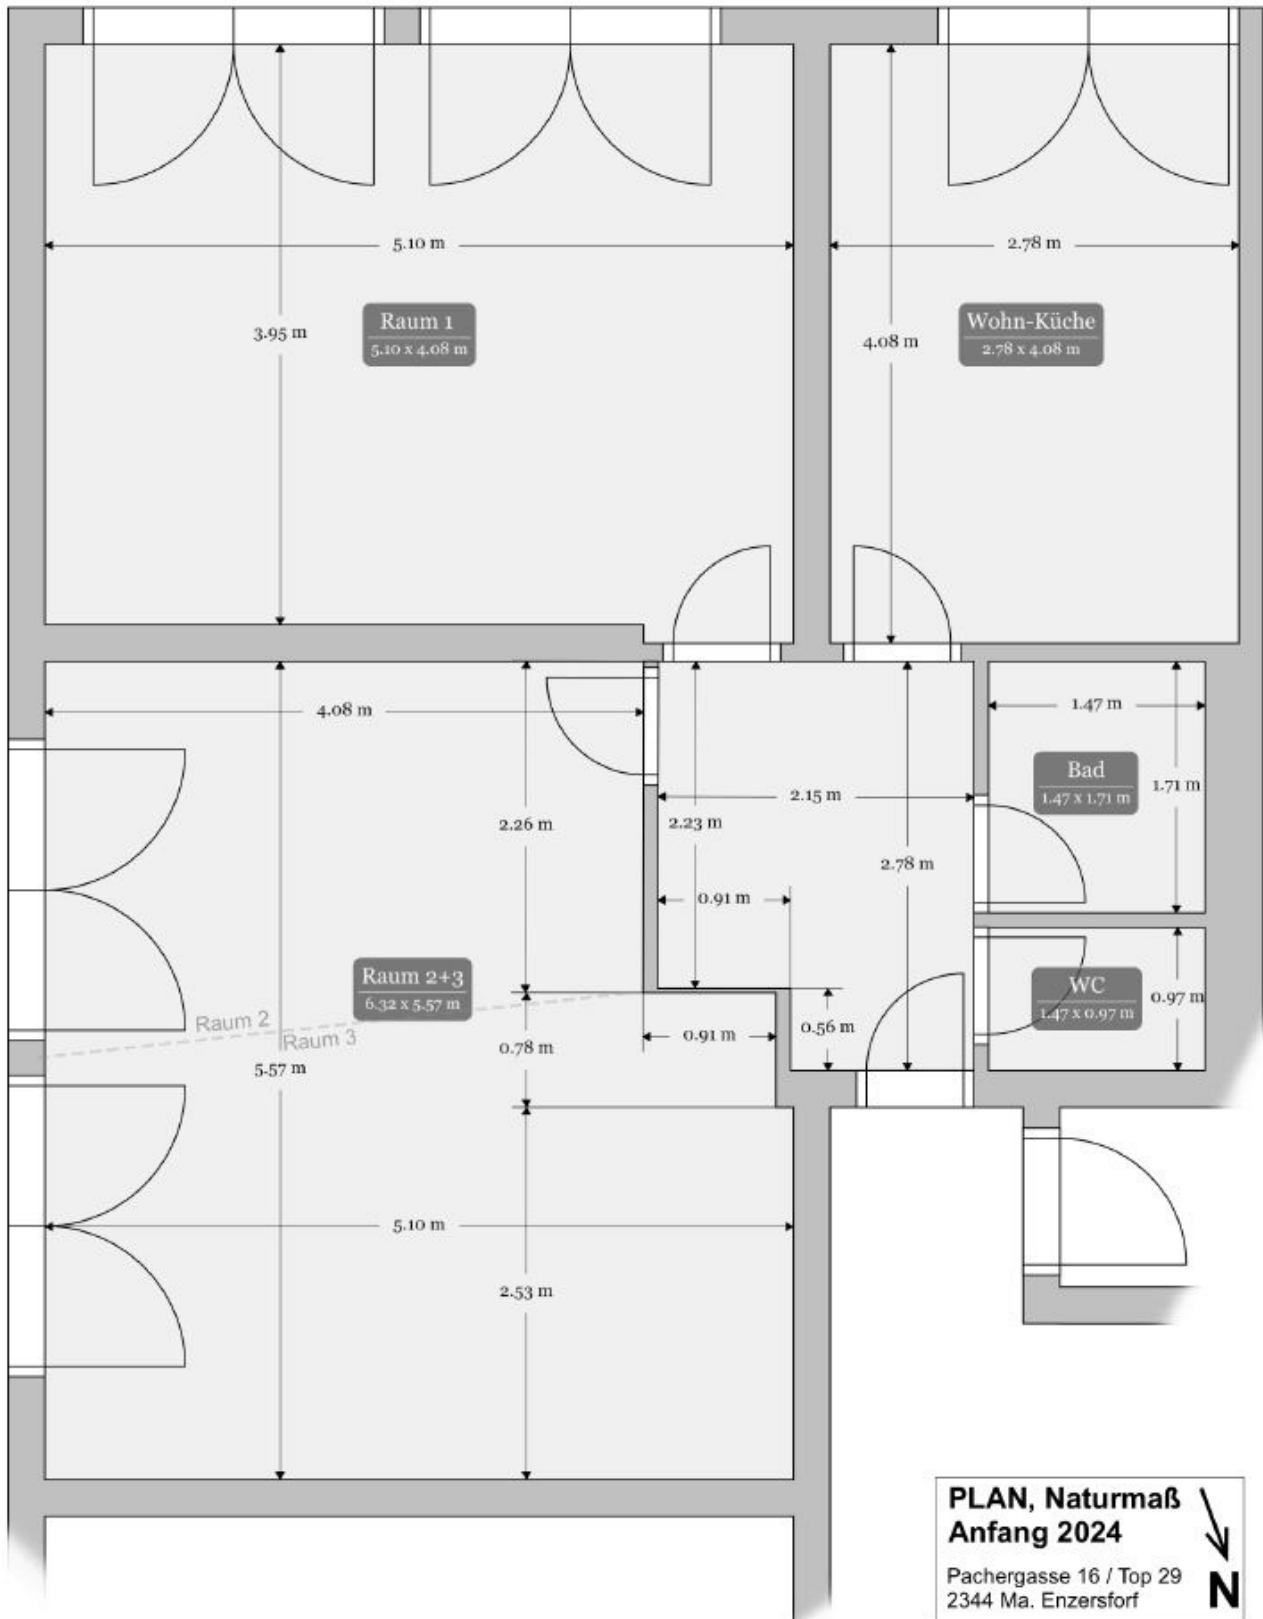 5.10 m
2.78 m
3.95 m
Raum 1
5.10 x 4.08 m
4.08 m
Wohn-Küche
2.78 x 4.08 m
4.08 m
1.47 m
Bad
1.47 x 1.71 m
1.71 m
2.15 m
2.26 m
2.23 m
2.78 m
0.91 m
Raum 2+3
6.32 x 5.57 m
WC
1.47 x 0.97 m
0.97 m
Raum 2
Raum 3
0.56 m
0.91 m
0.78 m
5.57 m
5.10 m
2.53 m
PLAN, Naturmaß
Anfang 2024
Pachergasse 16 / Top 29
2344 Ma. Enzersforf
N